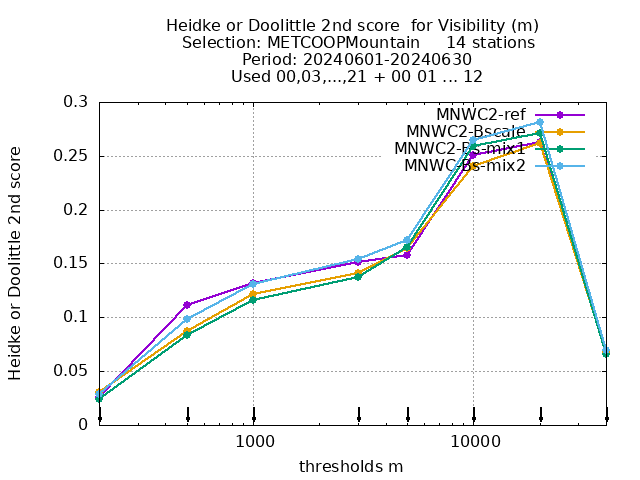 Heidke or Doolittle 2nd score  for Visibility (m)
Selection: METCOOPMountain     14 stations
Period: 20240601-20240630
Used 00,03,...,21 + 00 01 ... 12
MNWC2-ref
MNWC2-Bscale
MNWC2-Bs-mix1
MNWC-Bs-mix2
0.3
0.25
0.2
0.15
0.1
0.05
0
Heidke or Doolittle 2nd score
1000
10000
thresholds m